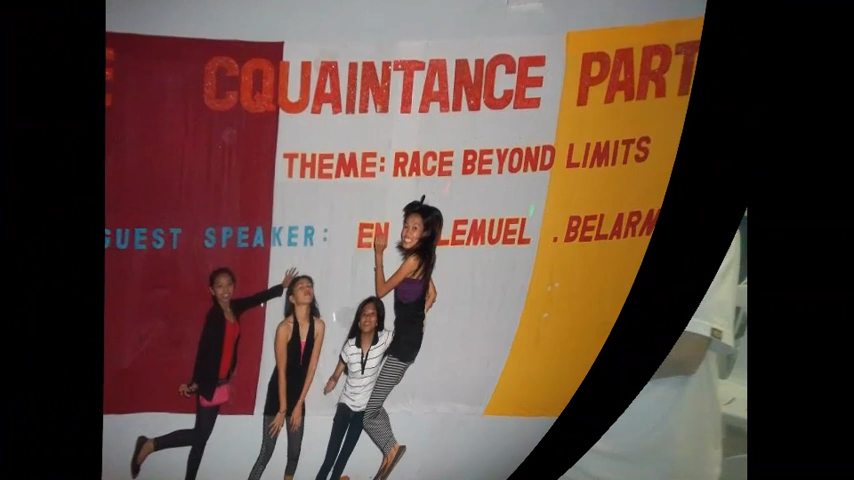 CQUAINTANCE PART
THEME: RACE BEYOND LIMITS
GUEST SPEAKER: EN LEMUEL . BELARM